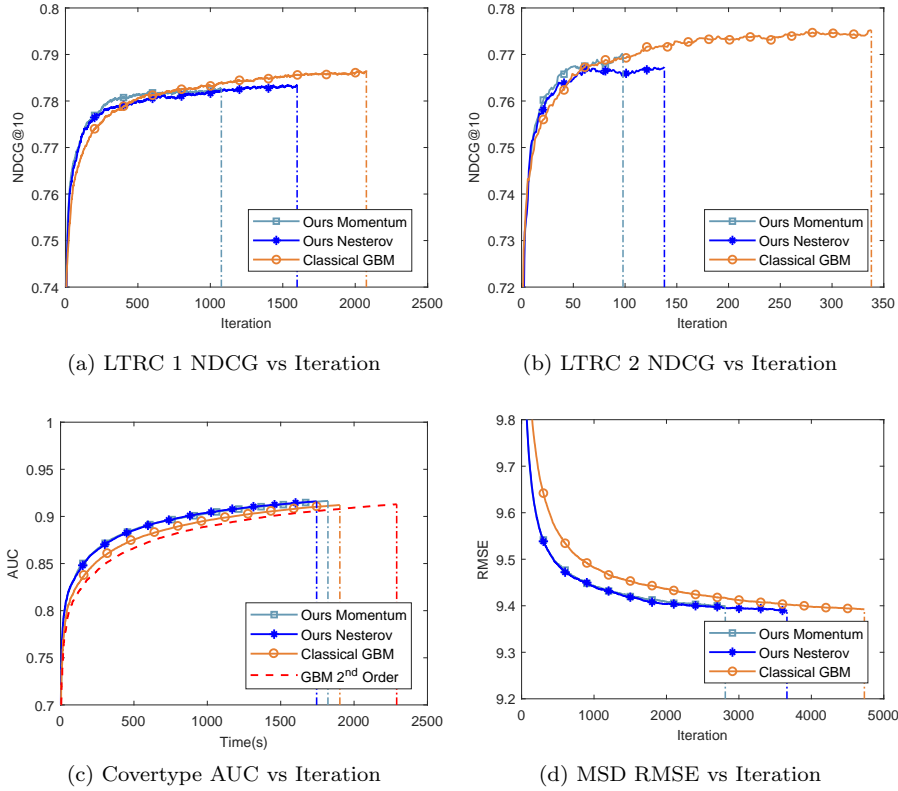 0.8
0.79
0.78
0.77
0.76
0.75
0.74
NDCG@10
Ours Momentum
Ours Nesterov
Classical GBM
0 500 1000 1500 2000 2500
Iteration
(a) LTRC 1 NDCG vs Iteration
0.78
0.77
0.76
0.75
0.74
0.73
0.72
NDCG@10
Ours Momentum
Ours Nesterov
Classical GBM
0 50 100 150 200 250 300 350
Iteration
(b) LTRC 2 NDCG vs Iteration
1
0.95
0.9
0.85
0.8
0.75
0.7
AUC
Ours Momentum
Ours Nesterov
Classical GBM
GBM 2nd Order
0 500 1000 1500 2000 2500
Time(s)
(c) Covertype AUC vs Iteration
9.8
9.7
9.6
9.5
9.4
9.3
9.2
RMSE
Ours Momentum
Ours Nesterov
Classical GBM
0 1000 2000 3000 4000 5000
Iteration
(d) MSD RMSE vs Iteration